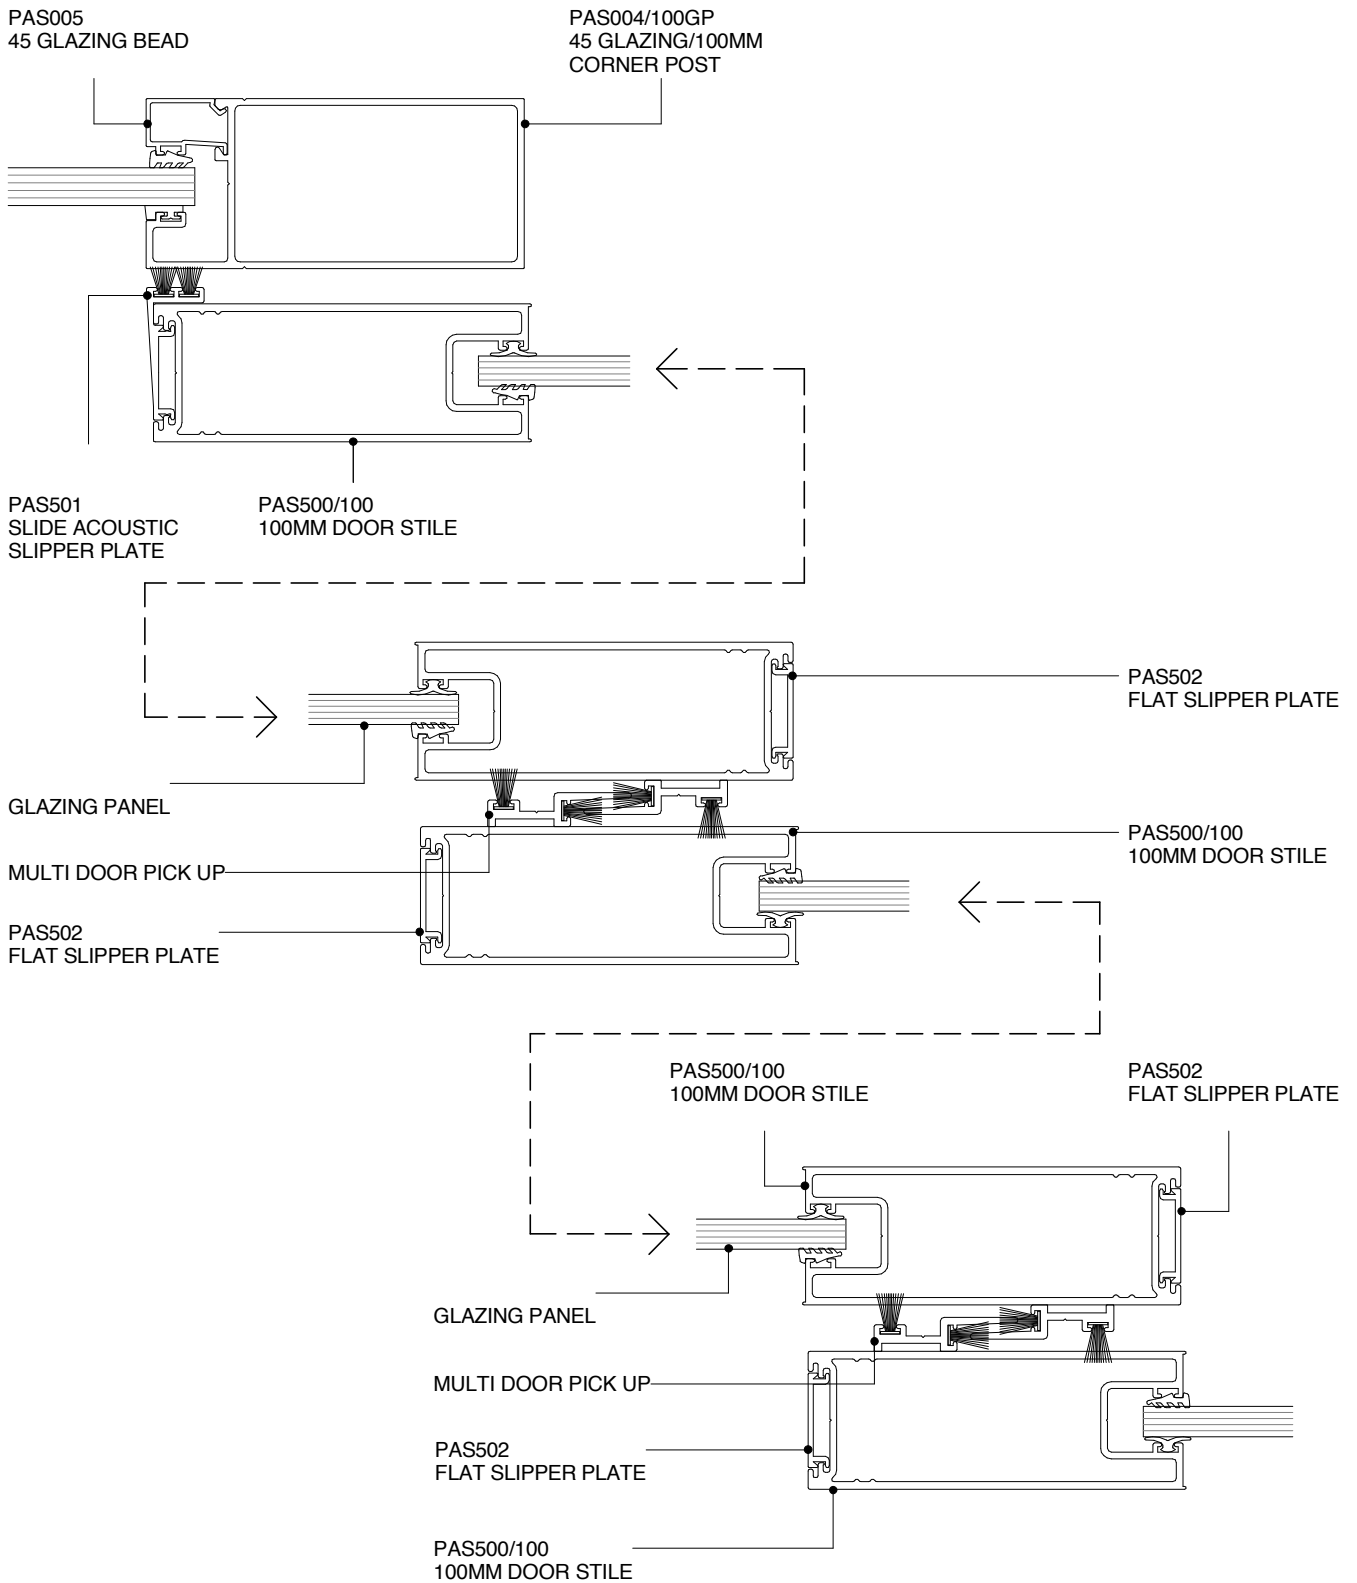 PAS005
45 GLAZING BEAD
PAS004/100GP
45 GLAZING/100MM
CORNER POST
PAS501
SLIDE ACOUSTIC
SLIPPER PLATE
PAS500/100
100MM DOOR STILE
PAS502
FLAT SLIPPER PLATE
GLAZING PANEL
PAS500/100
100MM DOOR STILE
MULTI DOOR PICK UP
PAS502
FLAT SLIPPER PLATE
PAS500/100
100MM DOOR STILE
PAS502
FLAT SLIPPER PLATE
GLAZING PANEL
MULTI DOOR PICK UP
PAS502
FLAT SLIPPER PLATE
PAS500/100
100MM DOOR STILE